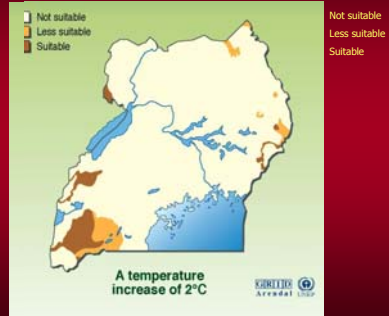 Not suitable
Less suitable
Suitable
A temperature
increase of 2°C
GRID
Arendal UNEP
Not suitable
Less suitable
Suitable